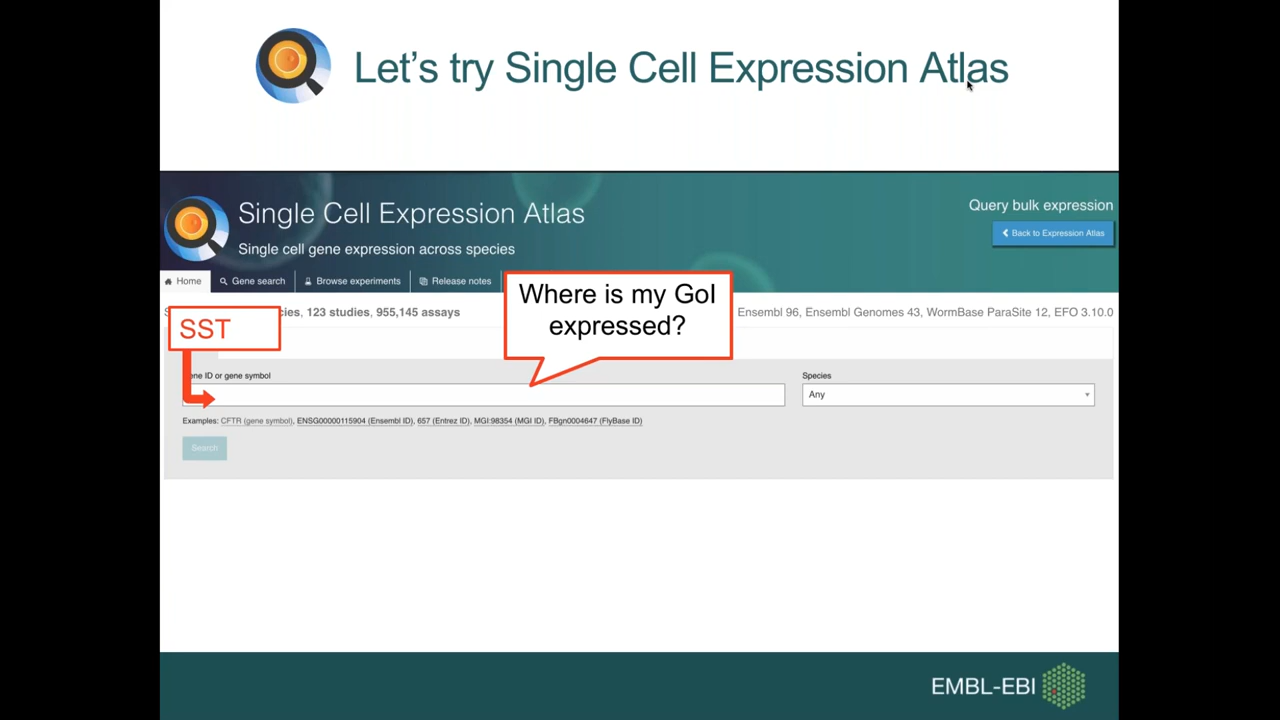 Let's try Single Cell Expression Atlas
Single Cell Expression Atlas
Single cell gene expression across species
Query bulk expression
Back to Expression Atlas
Home
Gene search
Browse experiments
Release notes
Where is my GoI
expressed?
123 studies, 955,145 assays
Ensembl 96, Ensembl Genomes 43, WormBase ParaSite 12, EFO 3.10.0
SST
ID or gene symbol
Species
Any
Examples: CFTR (gene symbol), ENSG00000115904 (Ensembl ID), 657 (Entrez ID), MGI:98354 (MGI ID), FBgn0004647 (FlyBase ID)
Search
EMBL-EBI